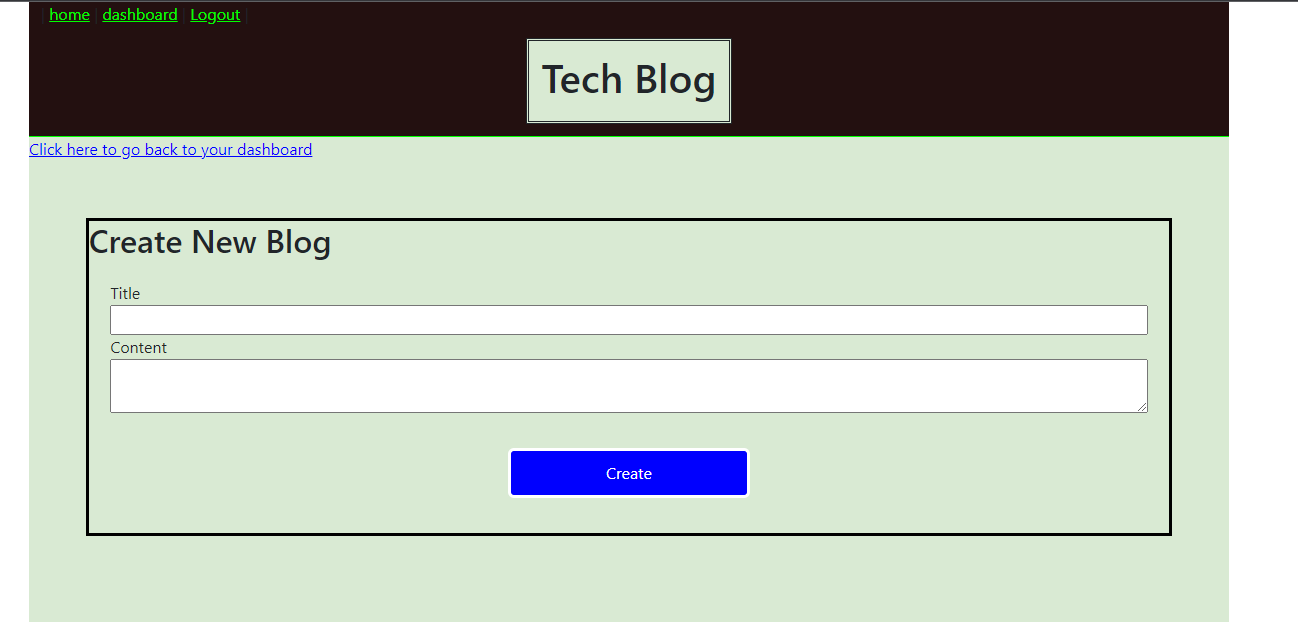 home dashboard Logout
Tech Blog
Click here to go back to your dashboard
Create New Blog
Title
Content
Create